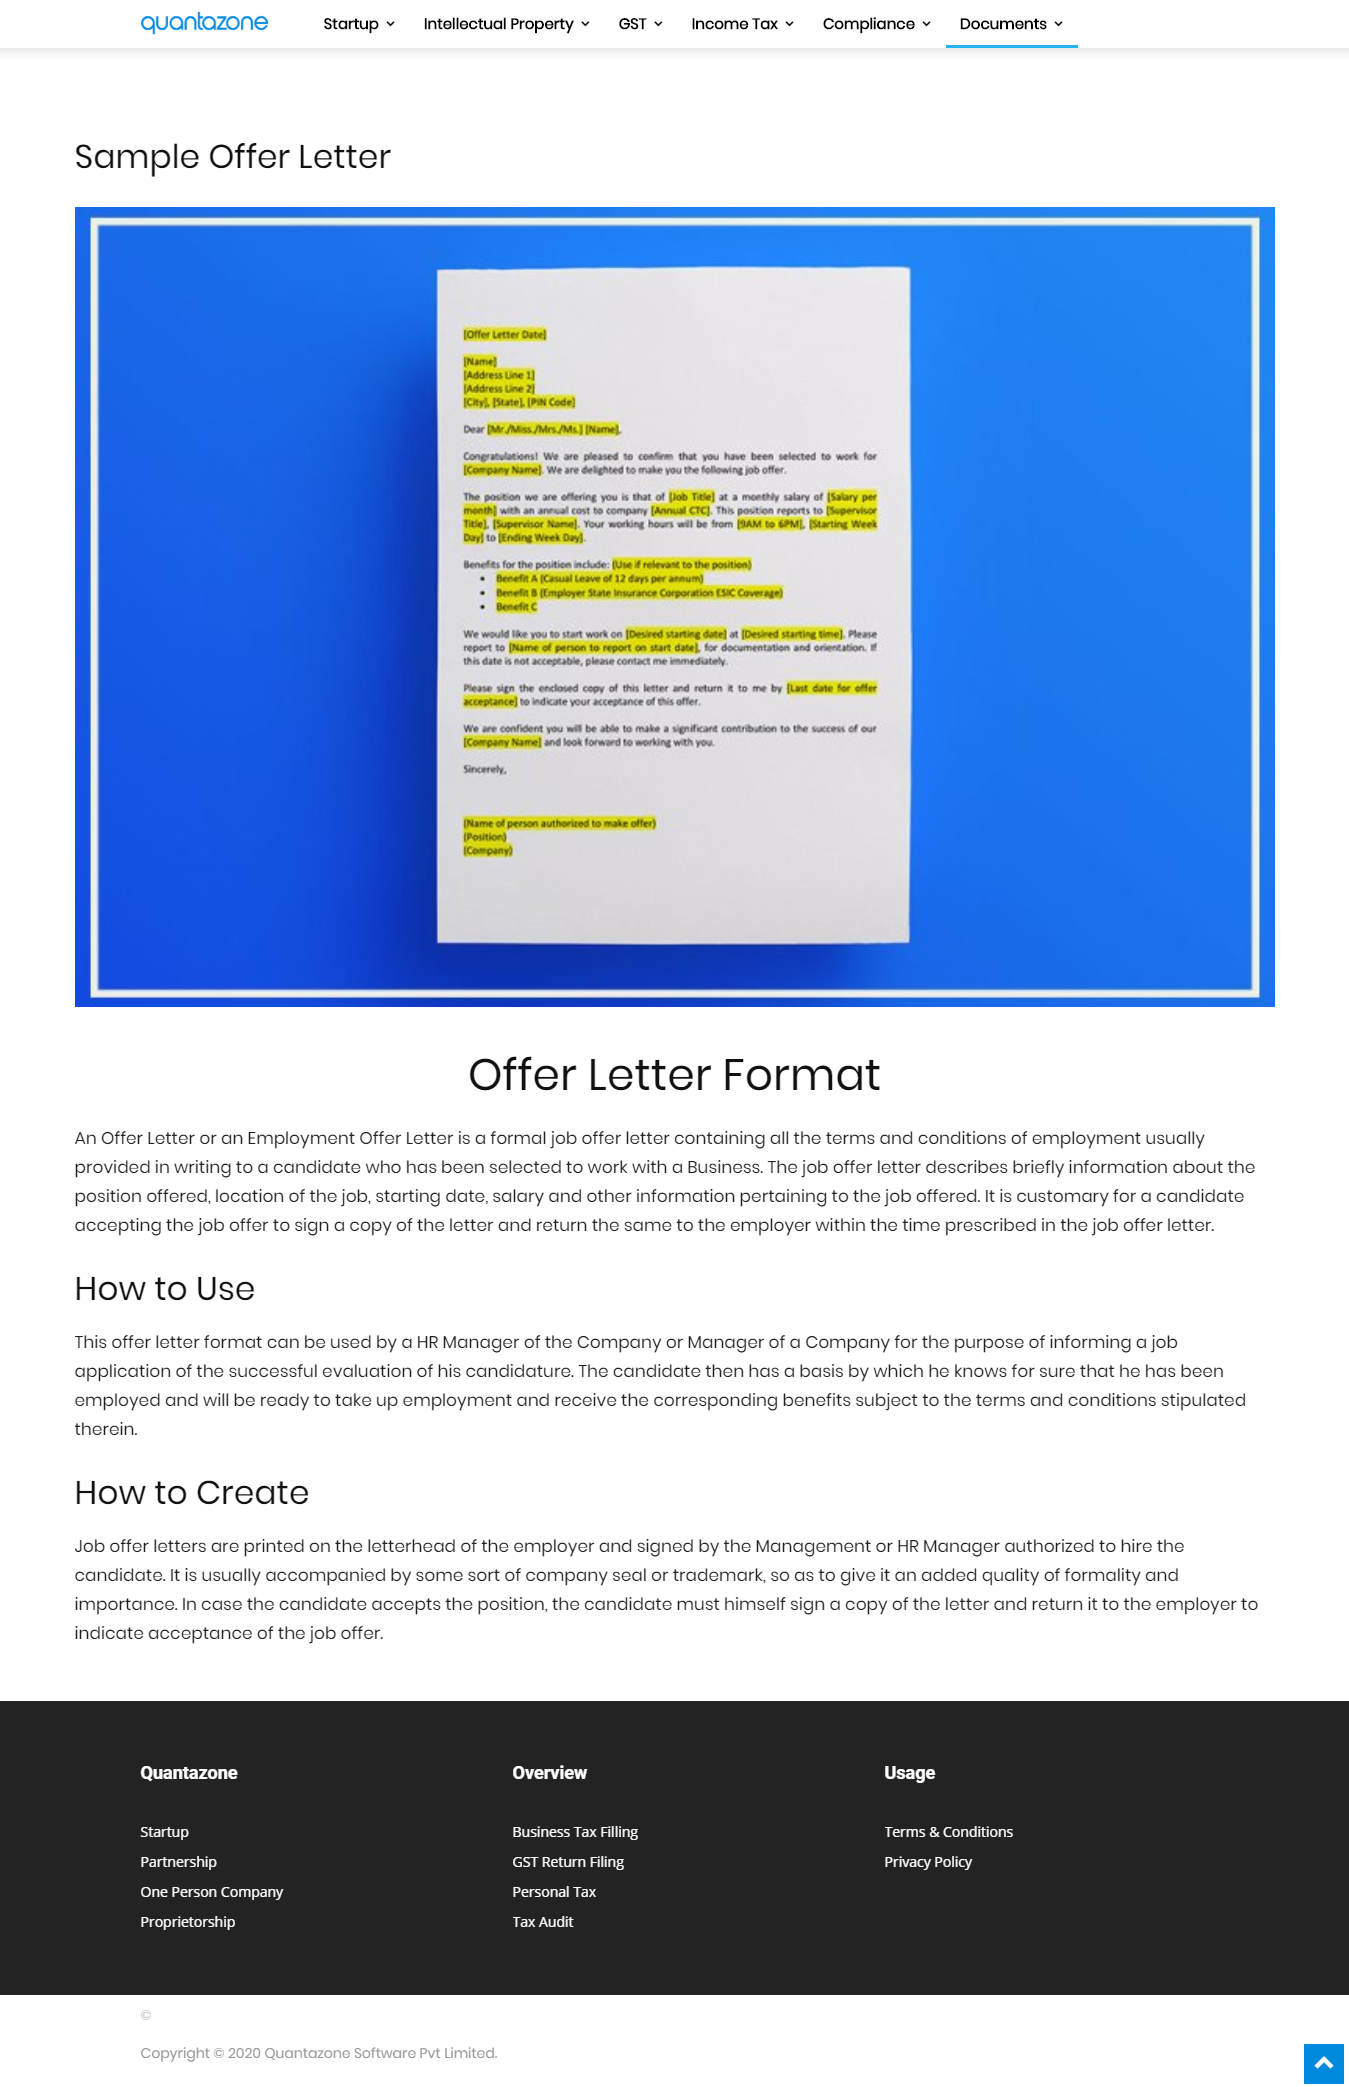 quantazone
Startup
Intellectual Property
GST
Income Tax
Compliance
Documents
Sample Offer Letter
[Offer Letter Date]
[Name]
[Address Line 1]
[Address Line 2]
[City], [State], [PIN Code]
Dear [Mr./Miss./Mrs./Ms.] [Name],
Congratulations! We are pleased to confirm that you have been selected to work for
[Company Name]. We are delighted to make you the following job offer.
The position we are offering you is that of [Job Title] at a monthly salary of [Salary per
month] with an annual cost to company [Annual CTC]. This position reports to [Supervisor
Title], [Supervisor Name]. Your working hours will be from [9AM to 6PM], [Starting Week
Day] to [Ending Week Day].
Benefits for the position include: (Use if relevant to the position)
• Benefit A (Casual Leave of 12 days per annum)
• Benefit B (Employer State Insurance Corporation ESIC Coverage)
• Benefit C
We would like you to start work on [Desired starting date] at [Desired starting time]. Please
report to [Name of person to report on start date], for documentation and orientation. If
this date is not acceptable, please contact me immediately.
Please sign the enclosed copy of this letter and return it to me by [Last date for offer
acceptance] to indicate your acceptance of this offer.
We are confident you will be able to make a significant contribution to the success of our
[Company Name] and look forward to working with you.
Sincerely,
(Name of person authorized to make offer)
(Position)
(Company)
Offer Letter Format
An Offer Letter or an Employment Offer Letter is a formal job offer letter containing all the terms and conditions of employment usually
provided in writing to a candidate who has been selected to work with a Business. The job offer letter describes briefly information about the
position offered, location of the job, starting date, salary and other information pertaining to the job offered. It is customary for a candidate
accepting the job offer to sign a copy of the letter and return the same to the employer within the time prescribed in the job offer letter.
How to Use
This offer letter format can be used by a HR Manager of the Company or Manager of a Company for the purpose of informing a job
application of the successful evaluation of his candidature. The candidate then has a basis by which he knows for sure that he has been
employed and will be ready to take up employment and receive the corresponding benefits subject to the terms and conditions stipulated
therein.
How to Create
Job offer letters are printed on the letterhead of the employer and signed by the Management or HR Manager authorized to hire the
candidate. It is usually accompanied by some sort of company seal or trademark, so as to give it an added quality of formality and
importance. In case the candidate accepts the position, the candidate must himself sign a copy of the letter and return it to the employer to
indicate acceptance of the job offer.
Quantazone
Startup
Partnership
One Person Company
Proprietorship
Overview
Business Tax Filling
GST Return Filing
Personal Tax
Tax Audit
Usage
Terms & Conditions
Privacy Policy
©
Copyright © 2020 Quantazone Software Pvt Limited.